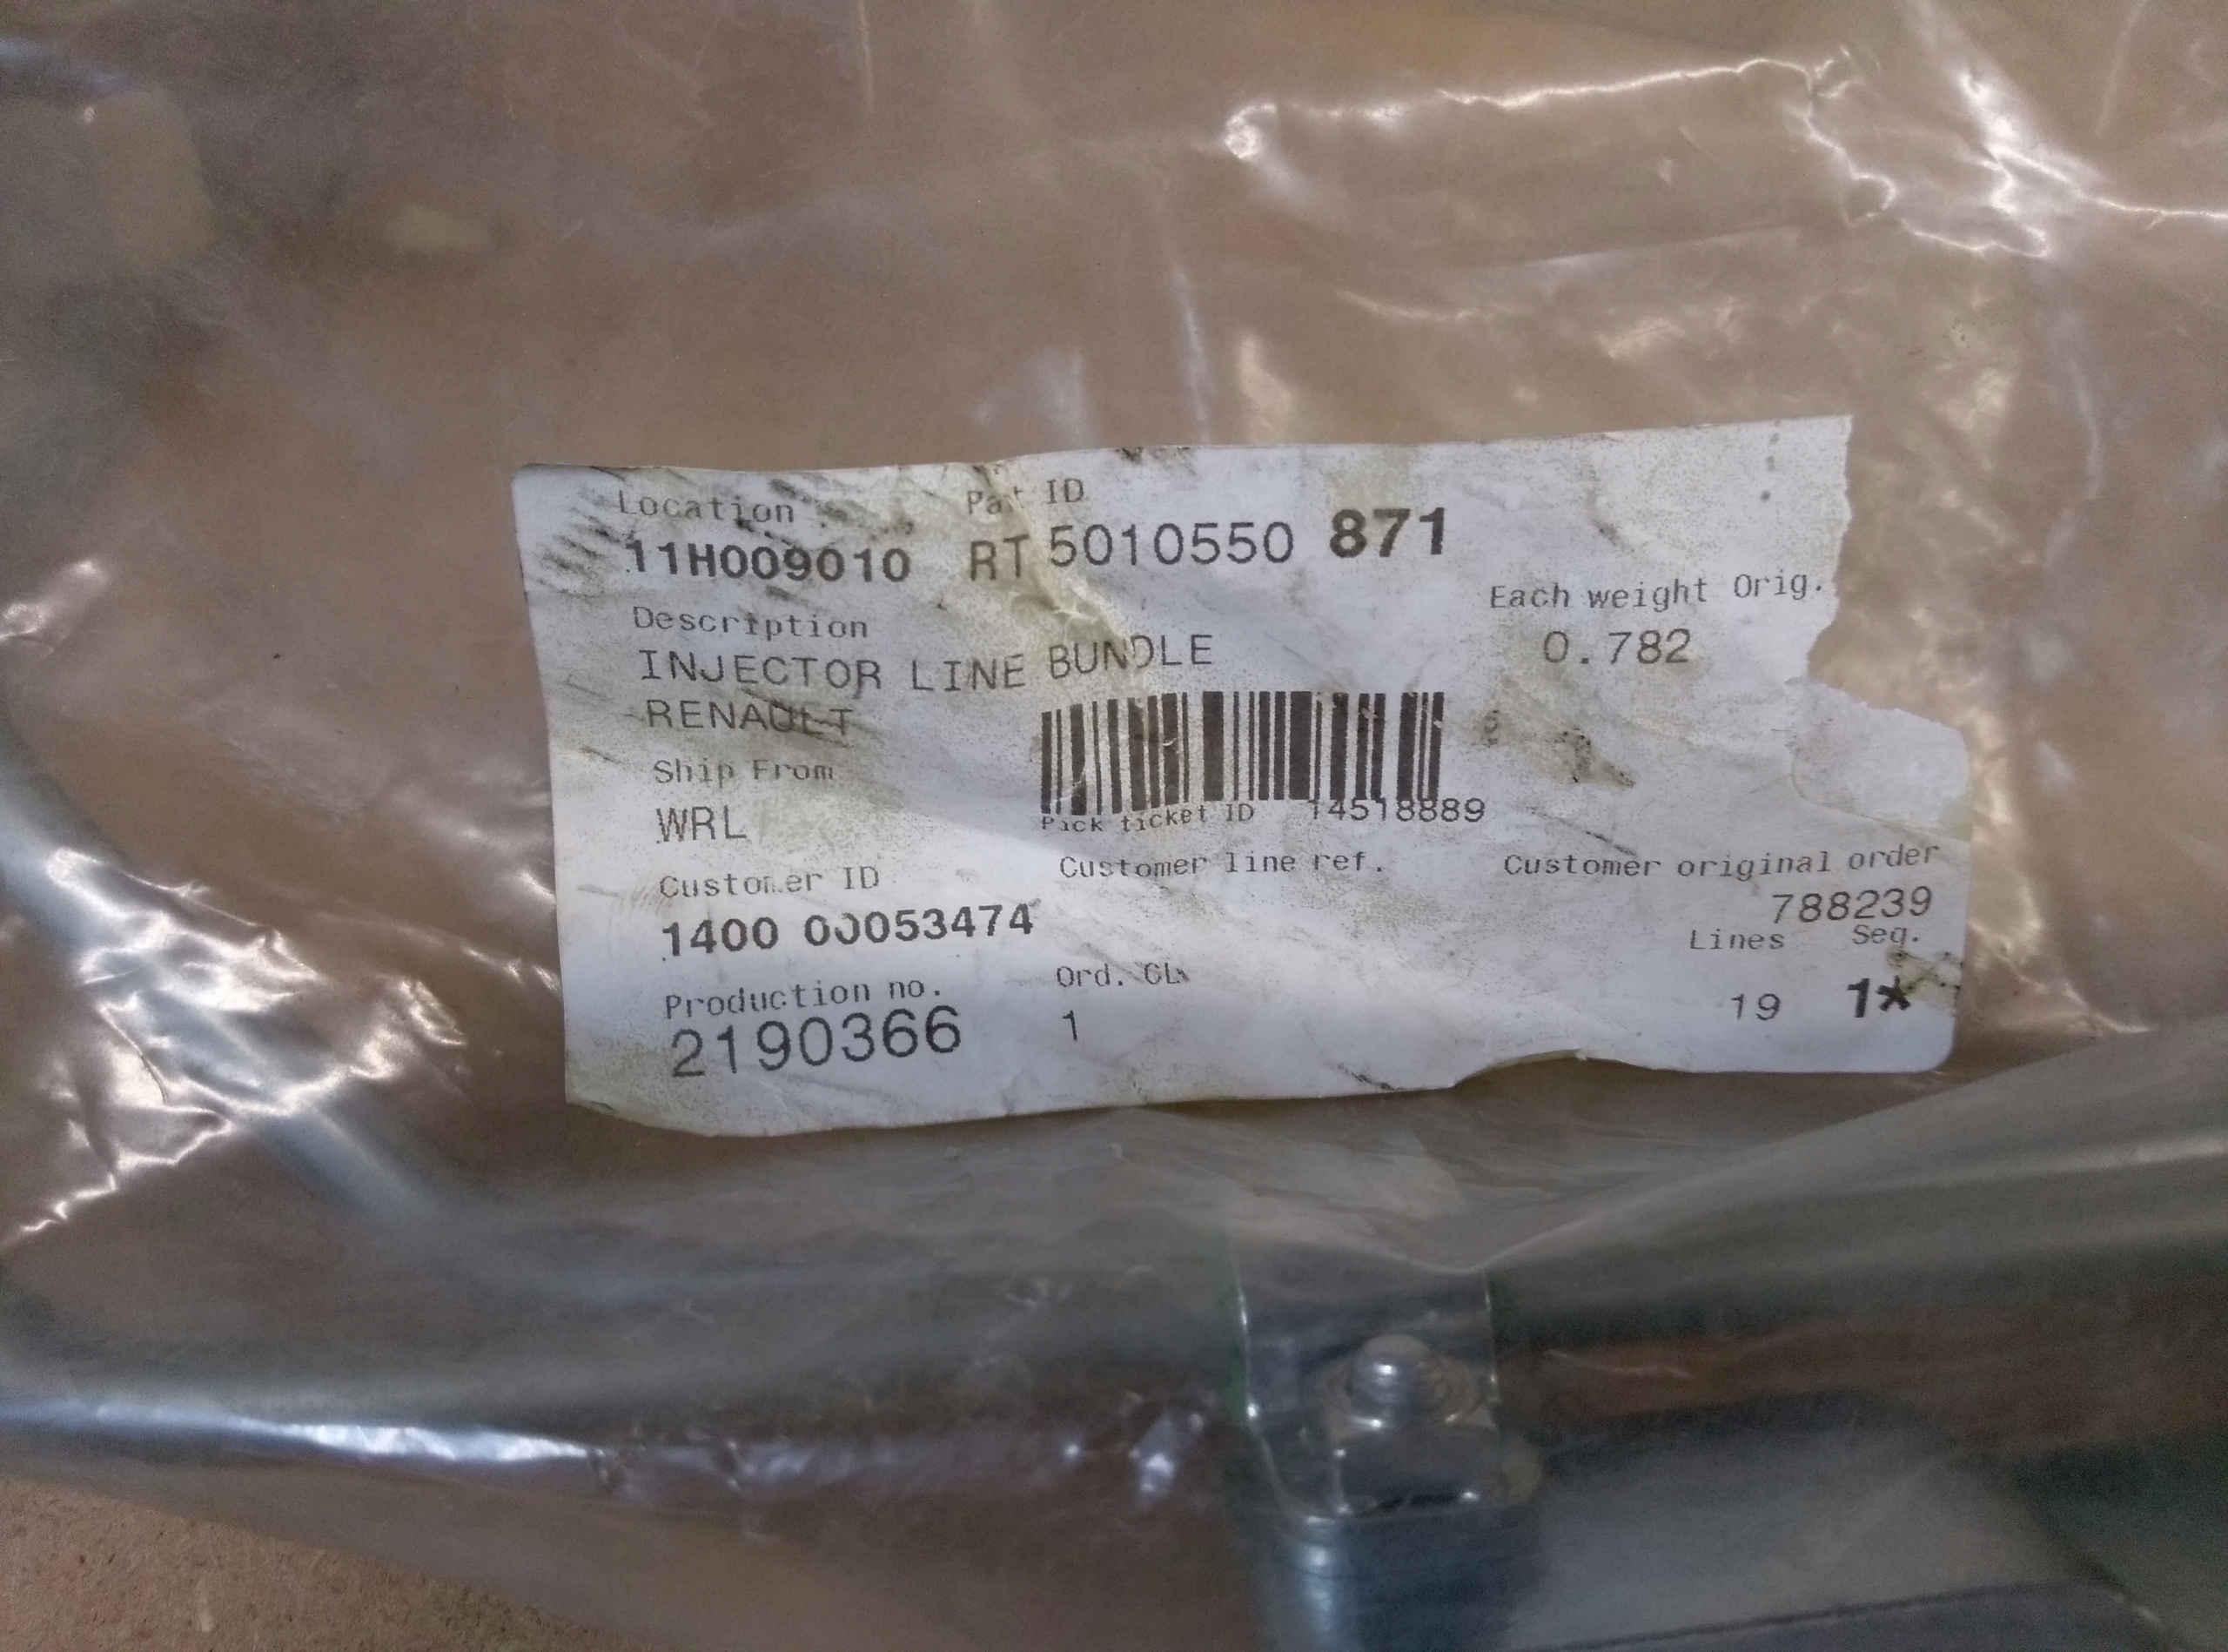 Location Part ID
11H009010 RT 5010550 871
Description Each weight Orig.
INJECTOR LINE BUNDLE 0.782
RENAULT
Ship From
WRL Pick ticket ID 14518889
Customer ID Customer line ref. Customer original order
1400 00053474 788239
Lines Seq.
Production no. Ord. CL
2190366 1 19 1*